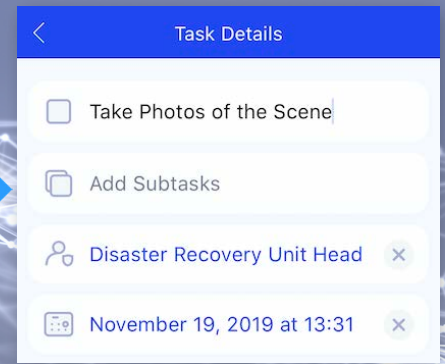 Task Details
Take Photos of the Scene
Add Subtasks
Disaster Recovery Unit Head
November 19, 2019 at 13:31